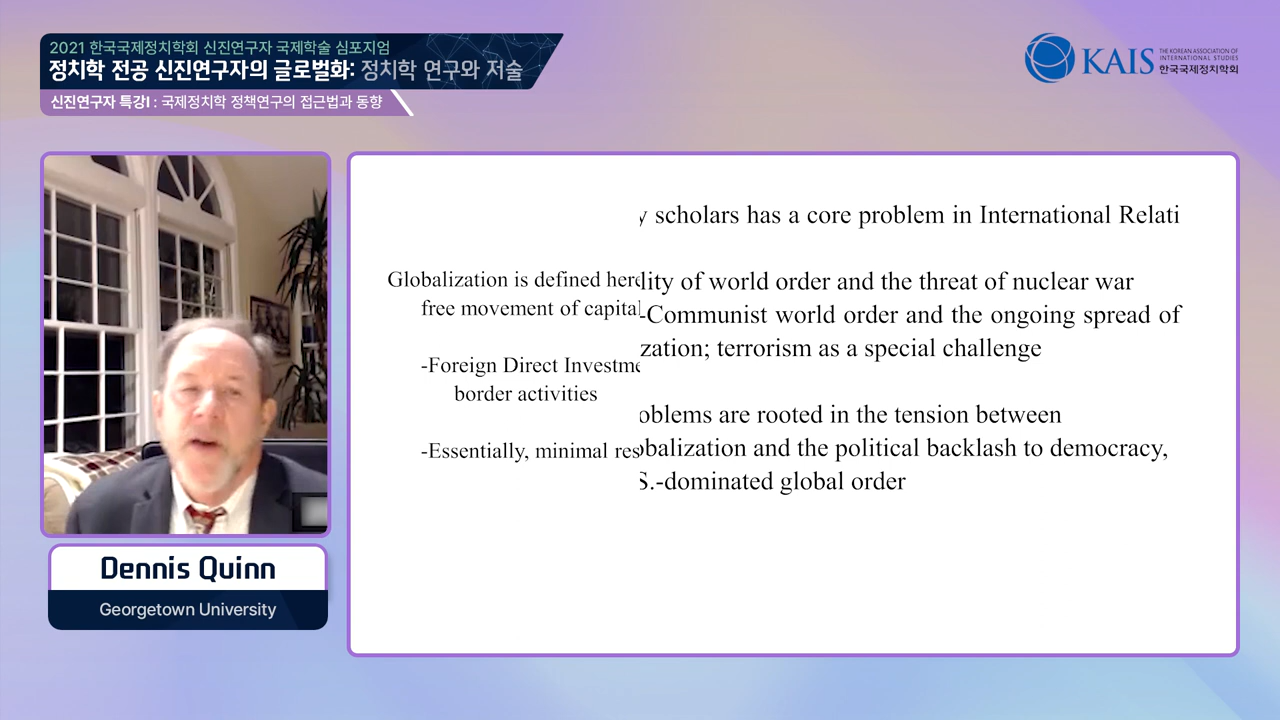 2021 한국국제정치학회 신진연구자 국제학술 심포지엄
정치학 전공 신진연구자의 글로벌화: 정치학 연구와 저술
신진연구자 특강I : 국제정치학 정책연구의 접근법과 동향
KAIS
THE KOREAN ASSOCIATION OF
INTERNATIONAL STUDIES
한국국제정치학회
scholars has a core problem in International Relati
Globalization is defined here
lity of world order and the threat of nuclear war
free movement of capital
-Communist world order and the ongoing spread of
zation; terrorism as a special challenge
-Foreign Direct Investme
border activities
oblems are rooted in the tension between
-Essentially, minimal res
obalization and the political backlash to democracy,
S.-dominated global order
Dennis Quinn
Georgetown University